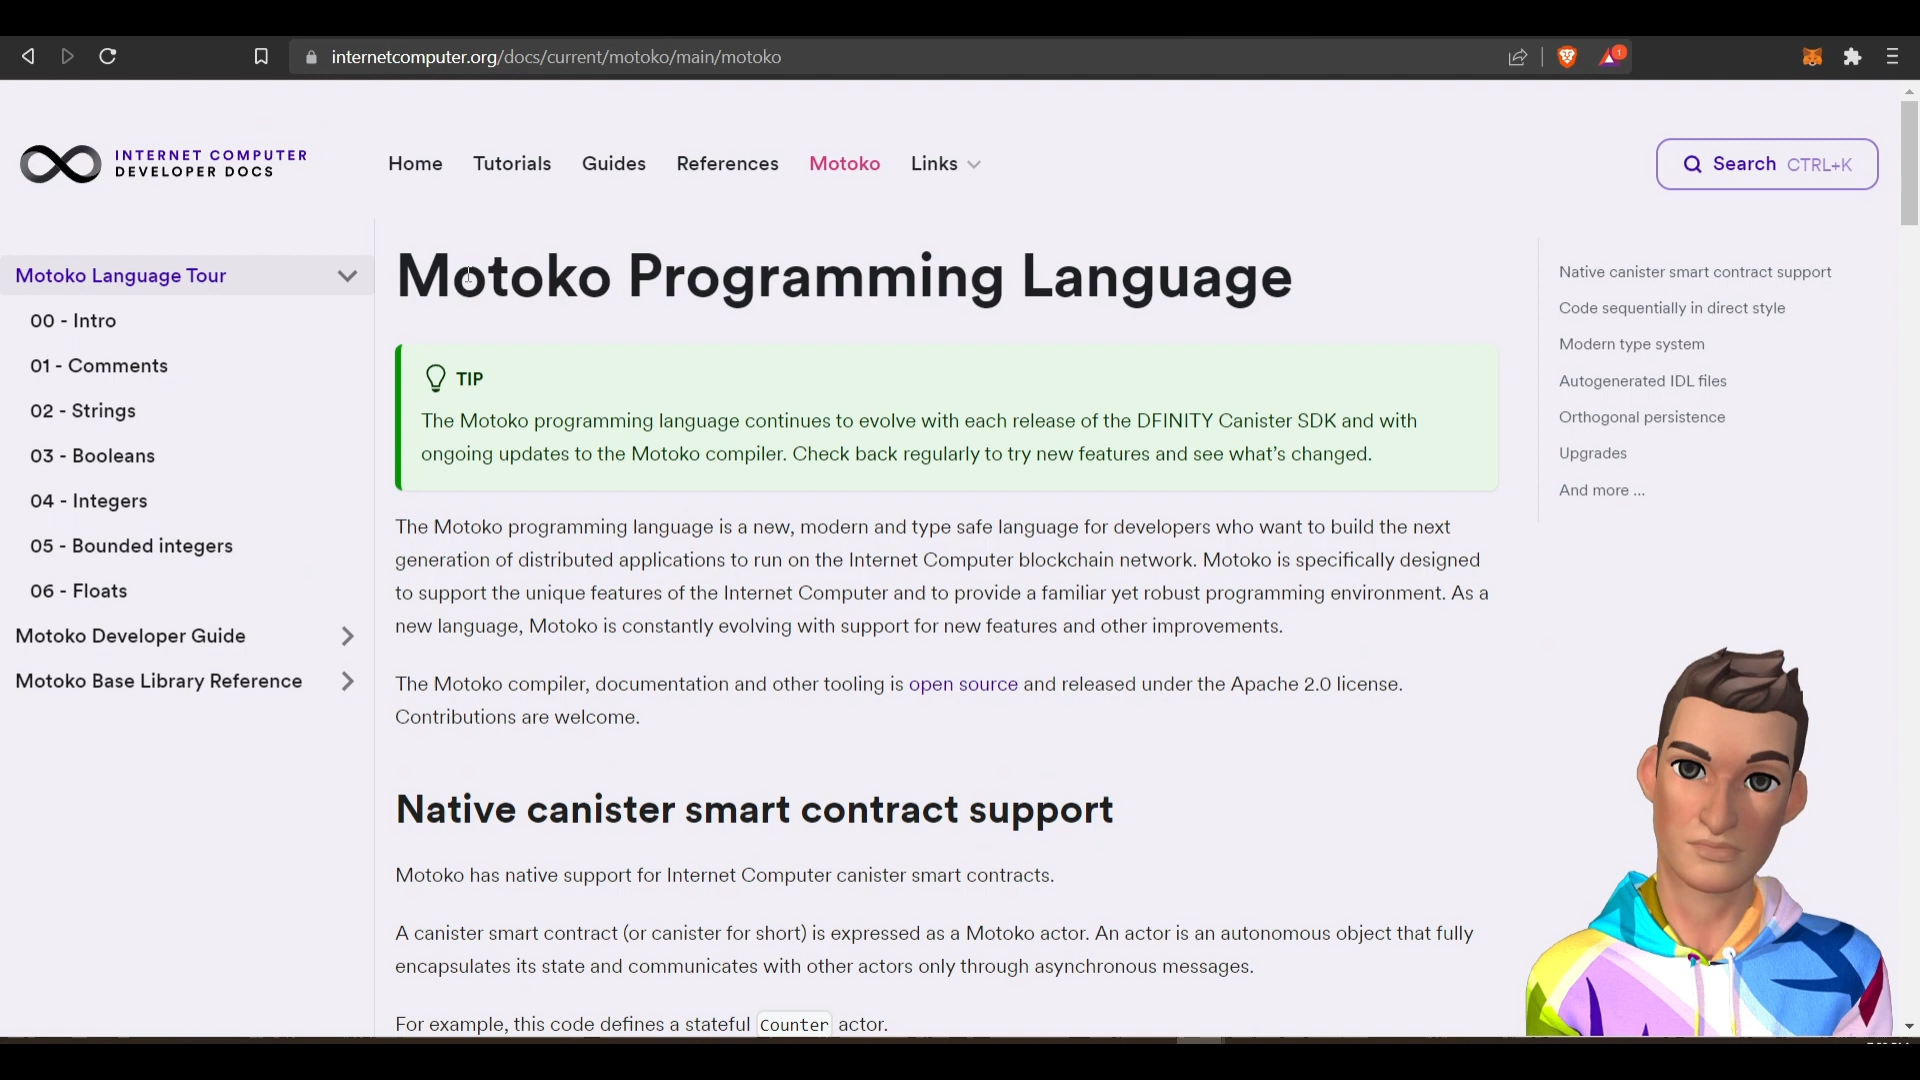 internetcomputer.org/docs/current/motoko/main/motoko
1
INTERNET COMPUTER
DEVELOPER DOCS
Home
Tutorials
Guides
References
Motoko
Links
Search CTRL+K
Motoko Language Tour
00 - Intro
01 - Comments
02 - Strings
03 - Booleans
04 - Integers
05 - Bounded integers
06 - Floats
Motoko Developer Guide
Motoko Base Library Reference
Motoko Programming Language
TIP
The Motoko programming language continues to evolve with each release of the DFINITY Canister SDK and with
ongoing updates to the Motoko compiler. Check back regularly to try new features and see what's changed.
The Motoko programming language is a new, modern and type safe language for developers who want to build the next
generation of distributed applications to run on the Internet Computer blockchain network. Motoko is specifically designed
to support the unique features of the Internet Computer and to provide a familiar yet robust programming environment. As a
new language, Motoko is constantly evolving with support for new features and other improvements.
The Motoko compiler, documentation and other tooling is open source and released under the Apache 2.0 license.
Contributions are welcome.
Native canister smart contract support
Motoko has native support for Internet Computer canister smart contracts.
A canister smart contract (or canister for short) is expressed as a Motoko actor. An actor is an autonomous object that fully
encapsulates its state and communicates with other actors only through asynchronous messages.
For example, this code defines a stateful Counter actor.
Native canister smart contract support
Code sequentially in direct style
Modern type system
Autogenerated IDL files
Orthogonal persistence
Upgrades
And more ...